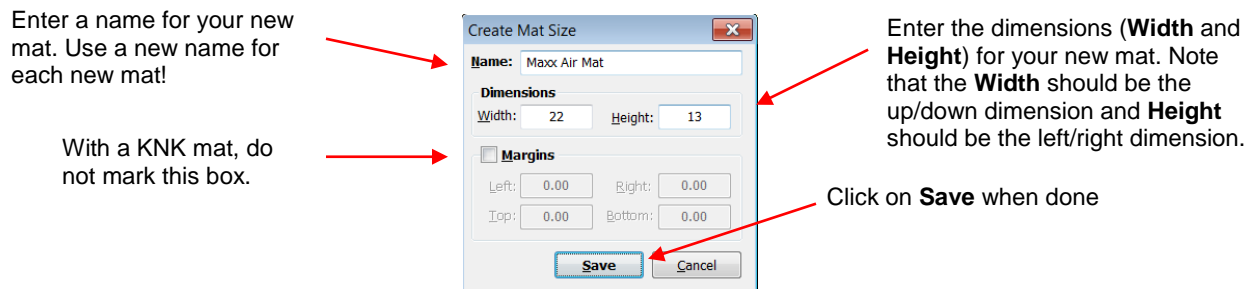 Enter a name for your new
mat. Use a new name for
each new mat!
With a KNK mat, do
not mark this box.
Create Mat Size
Name: Maxx Air Mat
Dimensions
Width: 22 Height: 13
Margins
Left: 0.00 Right: 0.00
Top: 0.00 Bottom: 0.00
Save Cancel
Enter the dimensions (Width and
Height) for your new mat. Note
that the Width should be the
up/down dimension and Height
should be the left/right dimension.
Click on Save when done